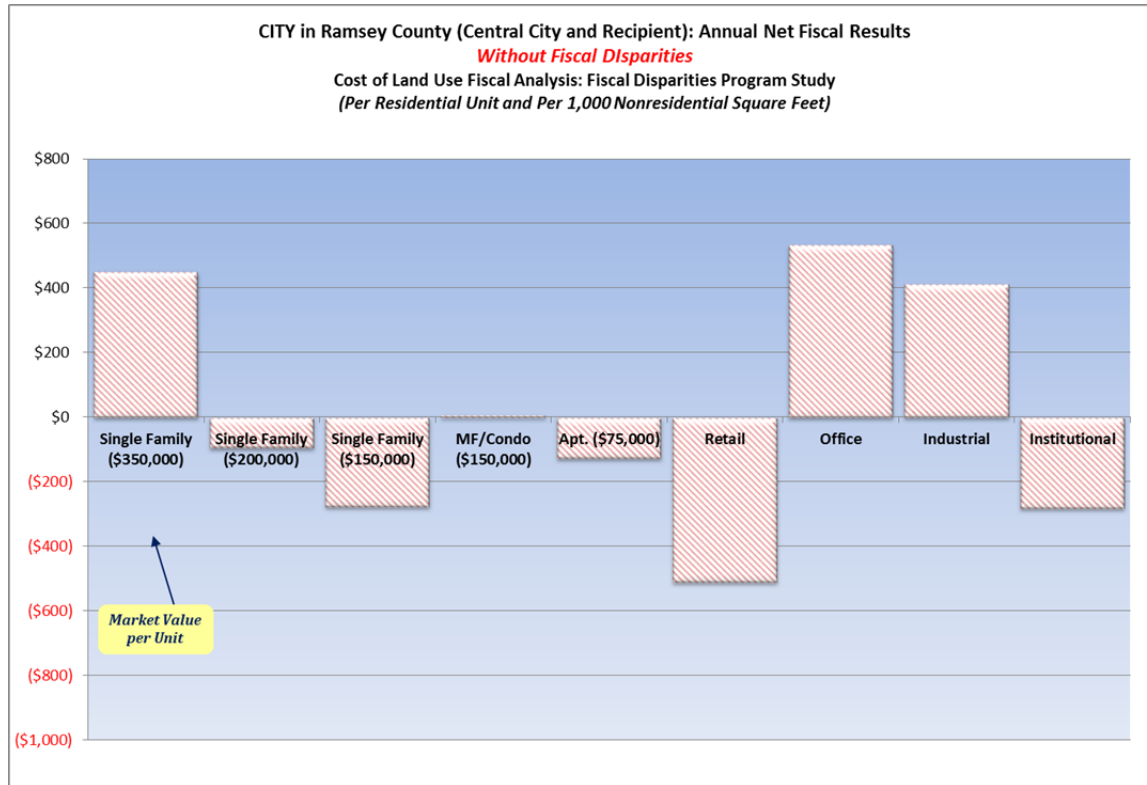 CITY in Ramsey County (Central City and Recipient): Annual Net Fiscal Results
Without Fiscal DIsparities
Cost of Land Use Fiscal Analysis: Fiscal Disparities Program Study
(Per Residential Unit and Per 1,000 Nonresidential Square Feet)
$800
$600
$400
$200
$0
Single Family
($350,000)
Single Family
($200,000)
Single Family
($150,000)
MF/Condo
($150,000)
Apt. ($75,000)
Retail
Office
Industrial
Institutional
($200)
($400)
($600)
($800)
($1,000)
Market Value
per Unit